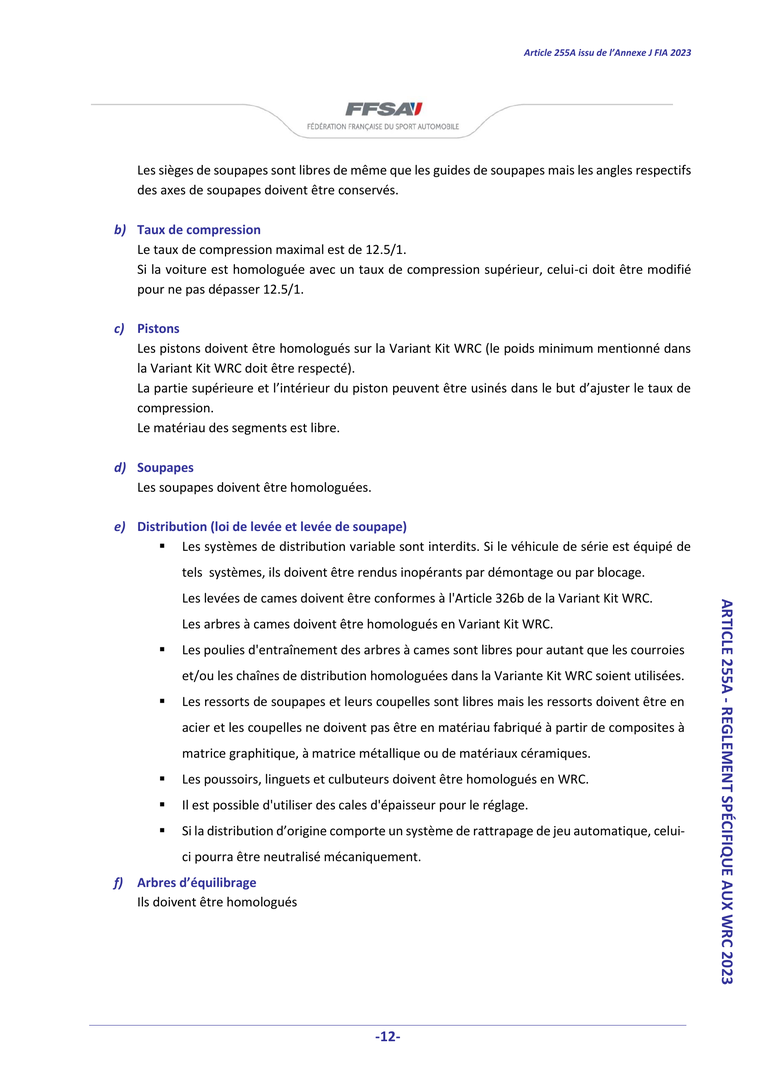 Article 255A issu de l’Annexe J FIA 2023
FFSA
FÉDÉRATION FRANÇAISE DU SPORT AUTOMOBILE
Les sièges de soupapes sont libres de même que les guides de soupapes mais les angles respectifs
des axes de soupapes doivent être conservés.
b) Taux de compression
Le taux de compression maximal est de 12.5/1.
Si la voiture est homologuée avec un taux de compression supérieur, celui-ci doit être modifié
pour ne pas dépasser 12.5/1.
c) Pistons
Les pistons doivent être homologués sur la Variant Kit WRC (le poids minimum mentionné dans
la Variant Kit WRC doit être respecté).
La partie supérieure et l’intérieur du piston peuvent être usinés dans le but d’ajuster le taux de
compression.
Le matériau des segments est libre.
d) Soupapes
Les soupapes doivent être homologuées.
e) Distribution (loi de levée et levée de soupape)
▪ Les systèmes de distribution variable sont interdits. Si le véhicule de série est équipé de
tels systèmes, ils doivent être rendus inopérants par démontage ou par blocage.
Les levées de cames doivent être conformes à l'Article 326b de la Variant Kit WRC.
Les arbres à cames doivent être homologués en Variant Kit WRC.
▪ Les poulies d'entraînement des arbres à cames sont libres pour autant que les courroies
et/ou les chaînes de distribution homologuées dans la Variante Kit WRC soient utilisées.
▪ Les ressorts de soupapes et leurs coupelles sont libres mais les ressorts doivent être en
acier et les coupelles ne doivent pas être en matériau fabriqué à partir de composites à
matrice graphitique, à matrice métallique ou de matériaux céramiques.
▪ Les poussoirs, linguets et culbuteurs doivent être homologués en WRC.
▪ Il est possible d'utiliser des cales d'épaisseur pour le réglage.
▪ Si la distribution d’origine comporte un système de rattrapage de jeu automatique, celui-
ci pourra être neutralisé mécaniquement.
f) Arbres d’équilibrage
Ils doivent être homologués
ARTICLE 255A - REGLEMENT SPÉCIFIQUE AUX WRC 2023
-12-